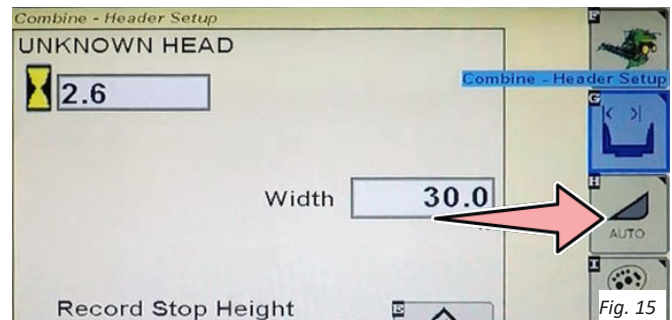 Combine - Header Setup
UNKNOWN HEAD
2.6
Combine - Header Setup
Width 30.0
AUTO
Record Stop Height
Fig. 15
F
G
H
I
E